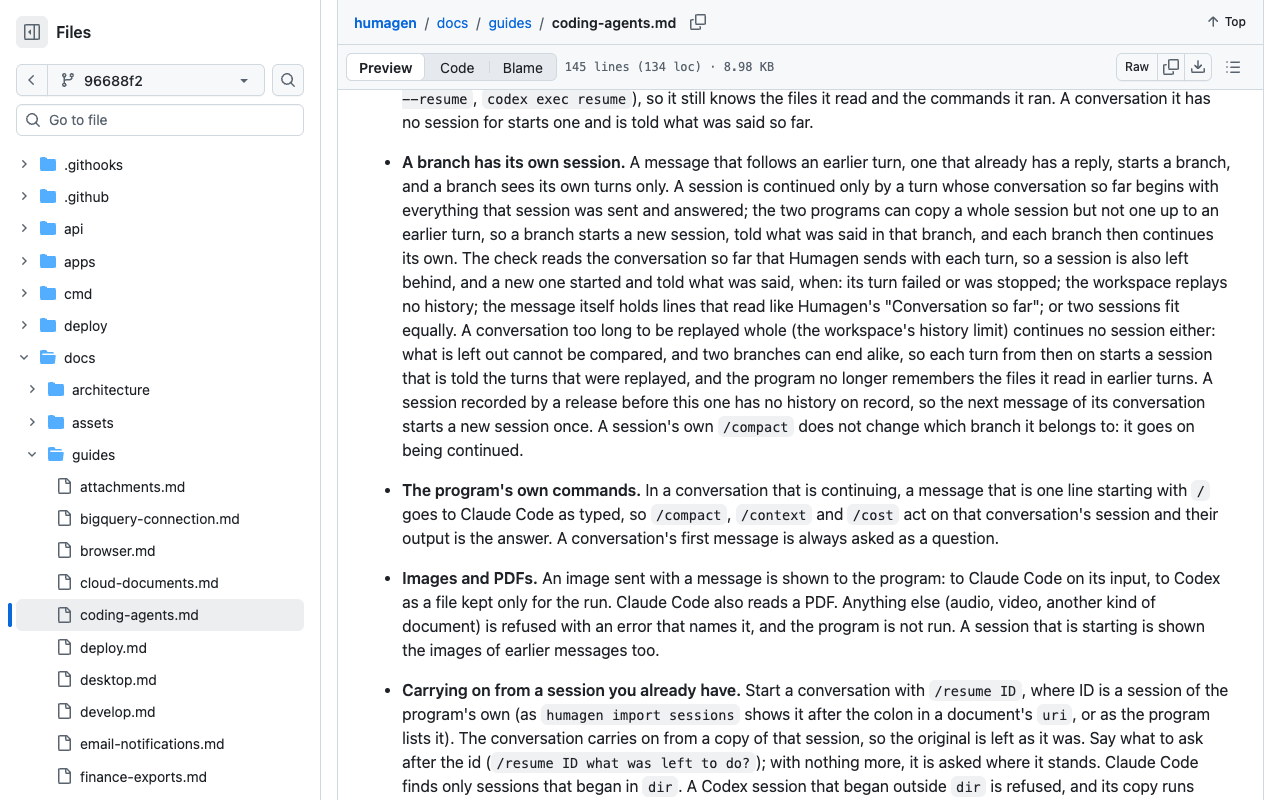 Files
96688f2
Go to file
.githooks
.github
api
apps
cmd
deploy
docs
architecture
assets
guides
attachments.md
bigquery-connection.md
browser.md
cloud-documents.md
coding-agents.md
deploy.md
desktop.md
develop.md
email-notifications.md
finance-exports.md
humagen / docs / guides / coding-agents.md
Top
Preview Code Blame 145 lines (134 loc) · 8.98 KB
Raw
--resume , codex exec resume ), so it still knows the files it read and the commands it ran. A conversation it has
no session for starts one and is told what was said so far.
• A branch has its own session. A message that follows an earlier turn, one that already has a reply, starts a branch,
and a branch sees its own turns only. A session is continued only by a turn whose conversation so far begins with
everything that session was sent and answered; the two programs can copy a whole session but not one up to an
earlier turn, so a branch starts a new session, told what was said in that branch, and each branch then continues
its own. The check reads the conversation so far that Humagen sends with each turn, so a session is also left
behind, and a new one started and told what was said, when: its turn failed or was stopped; the workspace replays
no history; the message itself holds lines that read like Humagen's "Conversation so far"; or two sessions fit
equally. A conversation too long to be replayed whole (the workspace's history limit) continues no session either:
what is left out cannot be compared, and two branches can end alike, so each turn from then on starts a session
that is told the turns that were replayed, and the program no longer remembers the files it read in earlier turns. A
session recorded by a release before this one has no history on record, so the next message of its conversation
starts a new session once. A session's own /compact does not change which branch it belongs to: it goes on
being continued.
• The program's own commands. In a conversation that is continuing, a message that is one line starting with /
goes to Claude Code as typed, so /compact , /context and /cost act on that conversation's session and their
output is the answer. A conversation's first message is always asked as a question.
• Images and PDFs. An image sent with a message is shown to the program: to Claude Code on its input, to Codex
as a file kept only for the run. Claude Code also reads a PDF. Anything else (audio, video, another kind of
document) is refused with an error that names it, and the program is not run. A session that is starting is shown
the images of earlier messages too.
• Carrying on from a session you already have. Start a conversation with /resume ID , where ID is a session of the
program's own (as humagen import sessions shows it after the colon in a document's uri , or as the program
lists it). The conversation carries on from a copy of that session, so the original is left as it was. Say what to ask
after the id ( /resume ID what was left to do? ); with nothing more, it is asked where it stands. Claude Code
finds only sessions that began in dir . A Codex session that began outside dir is refused, and its copy runs